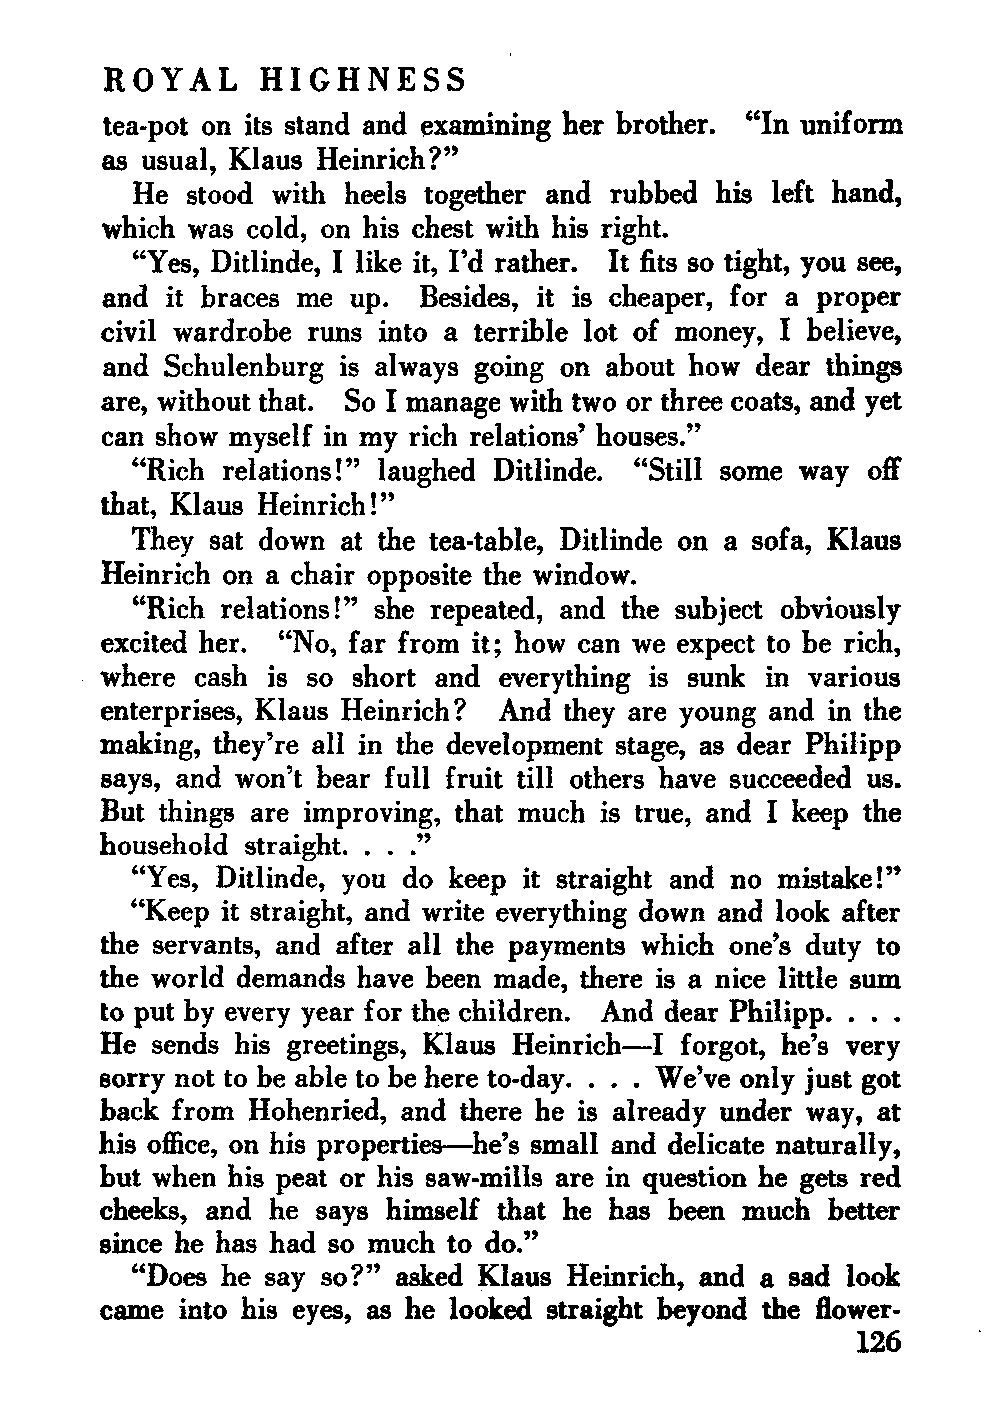 ROYAL HIGHNESS
tea-pot on its stand and examining her brother. “In uniform
as usual, Klaus Heinrich?”
He stood with heels together and rubbed his left hand,
which was cold, on his chest with his right.
“Yes, Ditlinde, I like it, I’d rather. It fits so tight, you see,
and it braces me up. Besides, it is cheaper, for a proper
civil wardrobe runs into a terrible lot of money, I believe,
and Schulenburg is always going on about how dear things
are, without that. So I manage with two or three coats, and yet
can show myself in my rich relations’ houses.”
“Rich relations!” laughed Ditlinde. “Still some way off
that, Klaus Heinrich!”
They sat down at the tea-table, Ditlinde on a sofa, Klaus
Heinrich on a chair opposite the window.
“Rich relations!” she repeated, and the subject obviously
excited her. “No, far from it; how can we expect to be rich,
where cash is so short and everything is sunk in various
enterprises, Klaus Heinrich? And they are young and in the
making, they’re all in the development stage, as dear Philipp
says, and won’t bear full fruit till others have succeeded us.
But things are improving, that much is true, and I keep the
household straight. . . .”
“Yes, Ditlinde, you do keep it straight and no mistake!”
“Keep it straight, and write everything down and look after
the servants, and after all the payments which one’s duty to
the world demands have been made, there is a nice little sum
to put by every year for the children. And dear Philipp. . . .
He sends his greetings, Klaus Heinrich—I forgot, he’s very
sorry not to be able to be here to-day. . . . We’ve only just got
back from Hohenried, and there he is already under way, at
his office, on his properties—he’s small and delicate naturally,
but when his peat or his saw-mills are in question he gets red
cheeks, and he says himself that he has been much better
since he has had so much to do.”
“Does he say so?” asked Klaus Heinrich, and a sad look
came into his eyes, as he looked straight beyond the flower-
126